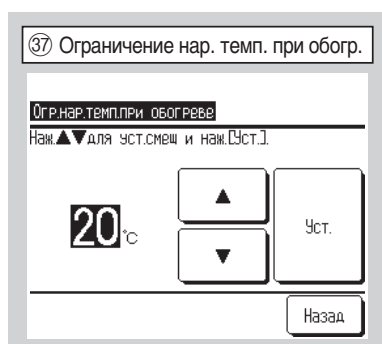 ㊲ Ограничение нар. темп. при обогр.
Огр.нар.темп.при обогреве
Наж.▲▼для уст.смещ и наж.[Уст.].
20°C
▲
▼
Уст.
Назад